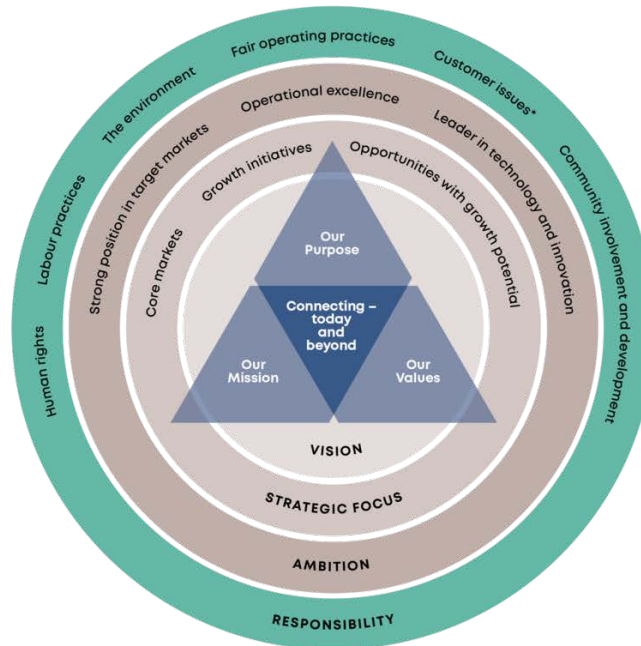 Fair operating practices
The environment
Customer issues*
Labour practices
Community involvement and development
Human rights
Operational excellence
Strong position in target markets
Leader in technology and innovation
Growth initiatives
Opportunities with growth potential
Core markets
Our
Purpose
Connecting –
today
and
beyond
Our
Mission
Our
Values
VISION
STRATEGIC FOCUS
AMBITION
RESPONSIBILITY